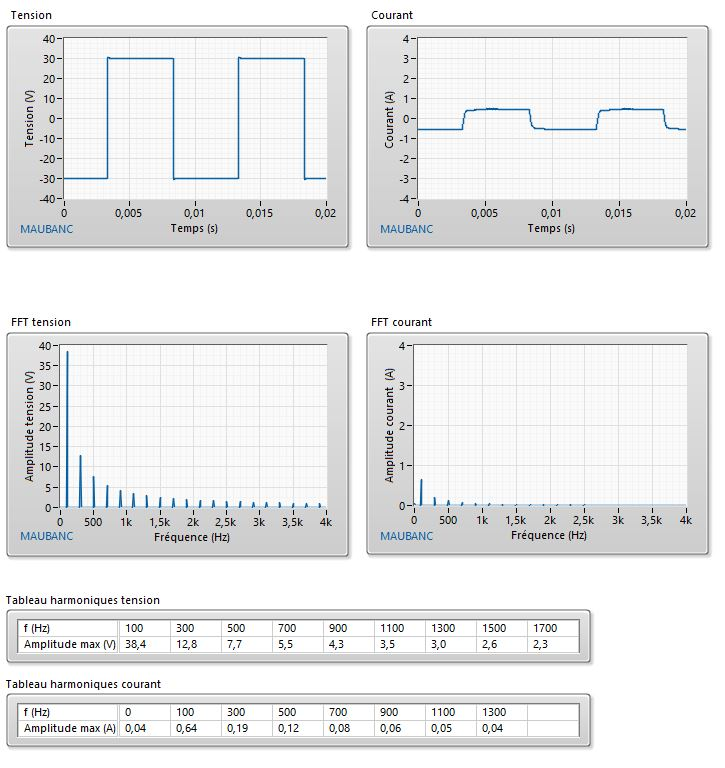 Tension
Courant
Tension (V)
40
30
20
10
0
-10
-20
-30
-40
0 0,005 0,01 0,015 0,02
MAUBANC
Temps (s)
Courant (A)
4
3
2
1
0
-1
-2
-3
-4
0 0,005 0,01 0,015 0,02
MAUBANC
Temps (s)
FFT tension
FFT courant
Amplitude tension (V)
40
35
30
25
20
15
10
5
0
0 500 1k 1,5k 2k 2,5k 3k 3,5k 4k
MAUBANC
Fréquence (Hz)
Amplitude courant (A)
4
3
2
1
0
0 500 1k 1,5k 2k 2,5k 3k 3,5k 4k
MAUBANC
Fréquence (Hz)
Tableau harmoniques tension
f (Hz) 100 300 500 700 900 1100 1300 1500 1700
Amplitude max (V) 38,4 12,8 7,7 5,5 4,3 3,5 3,0 2,6 2,3
Tableau harmoniques courant
f (Hz) 0 100 300 500 700 900 1100 1300
Amplitude max (A) 0,04 0,64 0,19 0,12 0,08 0,06 0,05 0,04